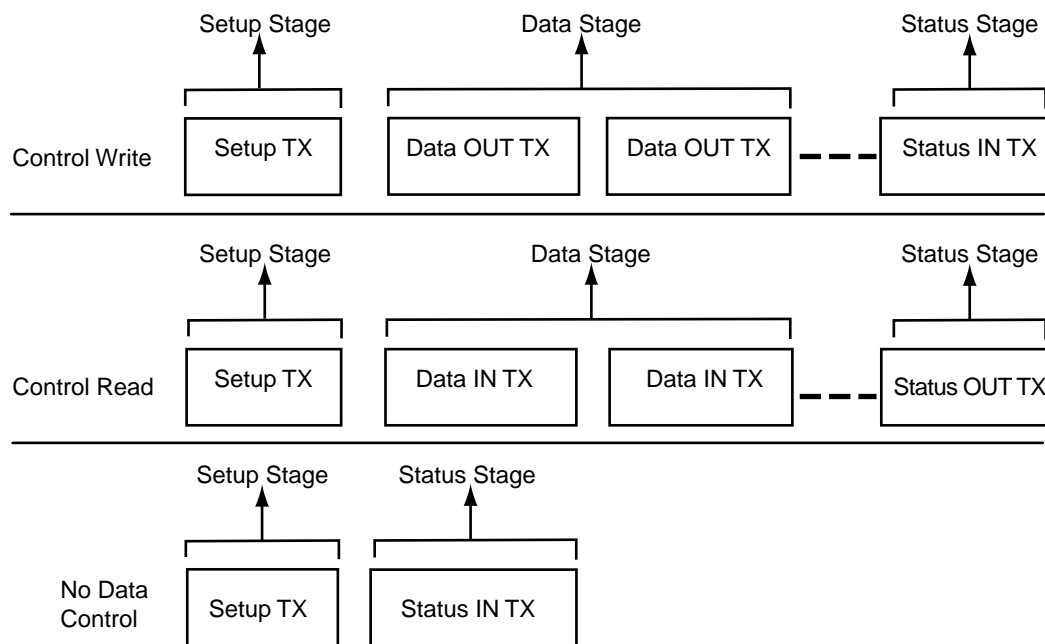 Setup Stage Data Stage Status Stage
Control Write Setup TX Data OUT TX Data OUT TX Status IN TX
Setup Stage Data Stage Status Stage
Control Read Setup TX Data IN TX Data IN TX Status OUT TX
Setup Stage Status Stage
No Data
Control Setup TX Status IN TX